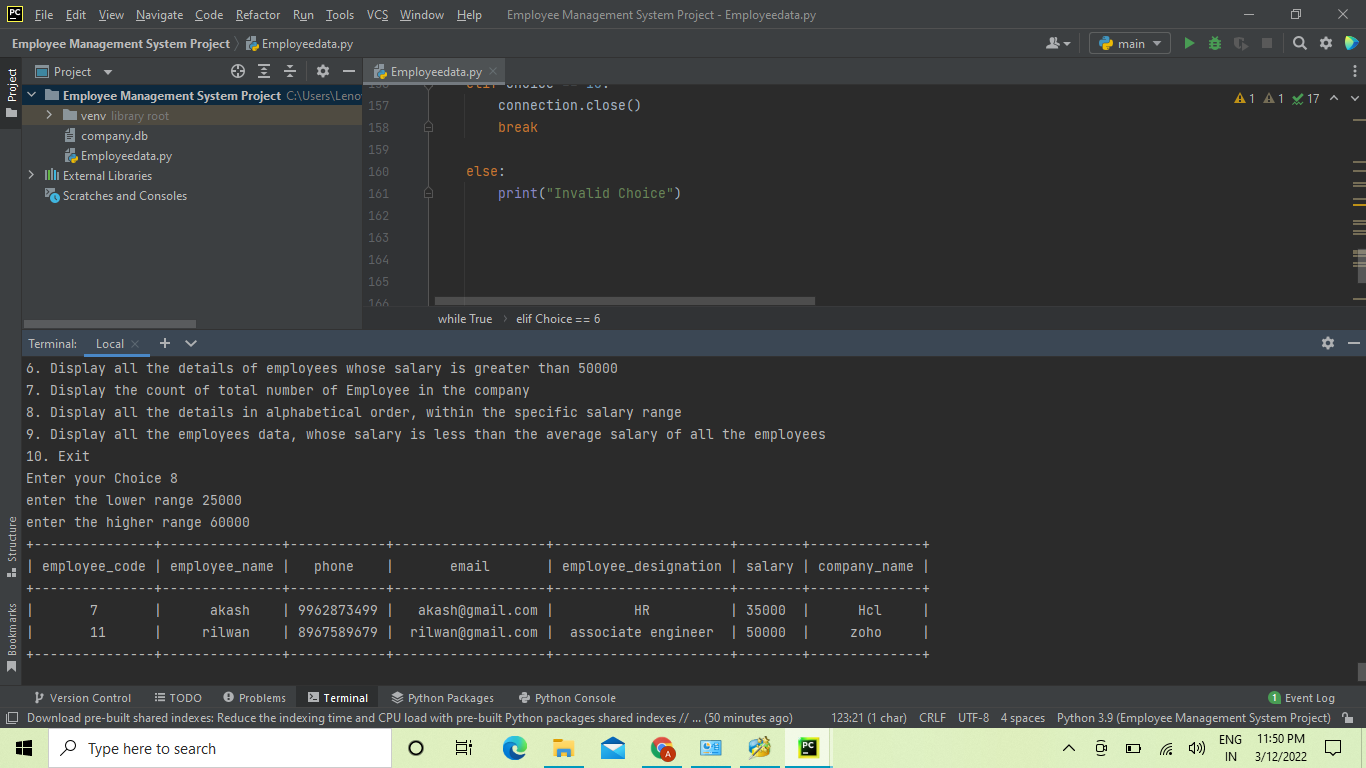 PC File Edit View Navigate Code Refactor Run Tools VCS Window Help Employee Management System Project - Employeedata.py
Employee Management System Project Employeedata.py main
Project
Project
Employee Management System Project C:\Users\Leno
venv library root
company.db
Employeedata.py
External Libraries
Scratches and Consoles
Employeedata.py
157 connection.close()
158 break
159
160 else:
161 print("Invalid Choice")
162
163
164
165
166
1 1 17
while True elif Choice == 6
Terminal: Local
6. Display all the details of employees whose salary is greater than 50000
7. Display the count of total number of Employee in the company
8. Display all the details in alphabetical order, within the specific salary range
9. Display all the employees data, whose salary is less than the average salary of all the employees
10. Exit
Enter your Choice 8
enter the lower range 25000
enter the higher range 60000
+---------------+---------------+------------+-------------------+----------------------+--------+--------------+
| employee_code | employee_name | phone | email | employee_designation | salary | company_name |
+---------------+---------------+------------+-------------------+----------------------+--------+--------------+
| 7 | akash | 9962873499 | akash@gmail.com | HR | 35000 | Hcl |
| 11 | rilwan | 8967589679 | rilwan@gmail.com | associate engineer | 50000 | zoho |
+---------------+---------------+------------+-------------------+----------------------+--------+--------------+
Structure
Bookmarks
Version Control TODO Problems Terminal Python Packages Python Console 1 Event Log
Download pre-built shared indexes: Reduce the indexing time and CPU load with pre-built Python packages shared indexes // ... (50 minutes ago) 123:21 (1 char) CRLF UTF-8 4 spaces Python 3.9 (Employee Management System Project)
Type here to search A PC ENG 11:50 PM
IN 3/12/2022